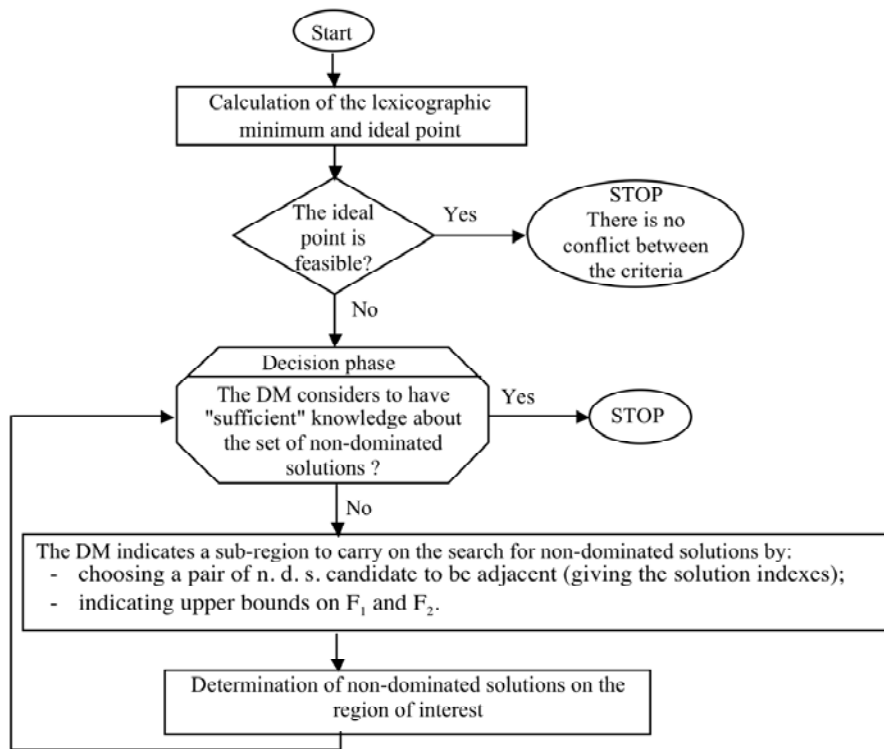 Start
Calculation of the lexicographic
minimum and ideal point
The ideal
point is
feasible?
Yes
STOP
There is no
conflict between
the criteria
No
Decision phase
The DM considers to have
"sufficient" knowledge about
the set of non-dominated
solutions ?
Yes
STOP
No
The DM indicates a sub-region to carry on the search for non-dominated solutions by:
- choosing a pair of n. d. s. candidate to be adjacent (giving the solution indexes);
- indicating upper bounds on F₁ and F₂.
Determination of non-dominated solutions on the
region of interest